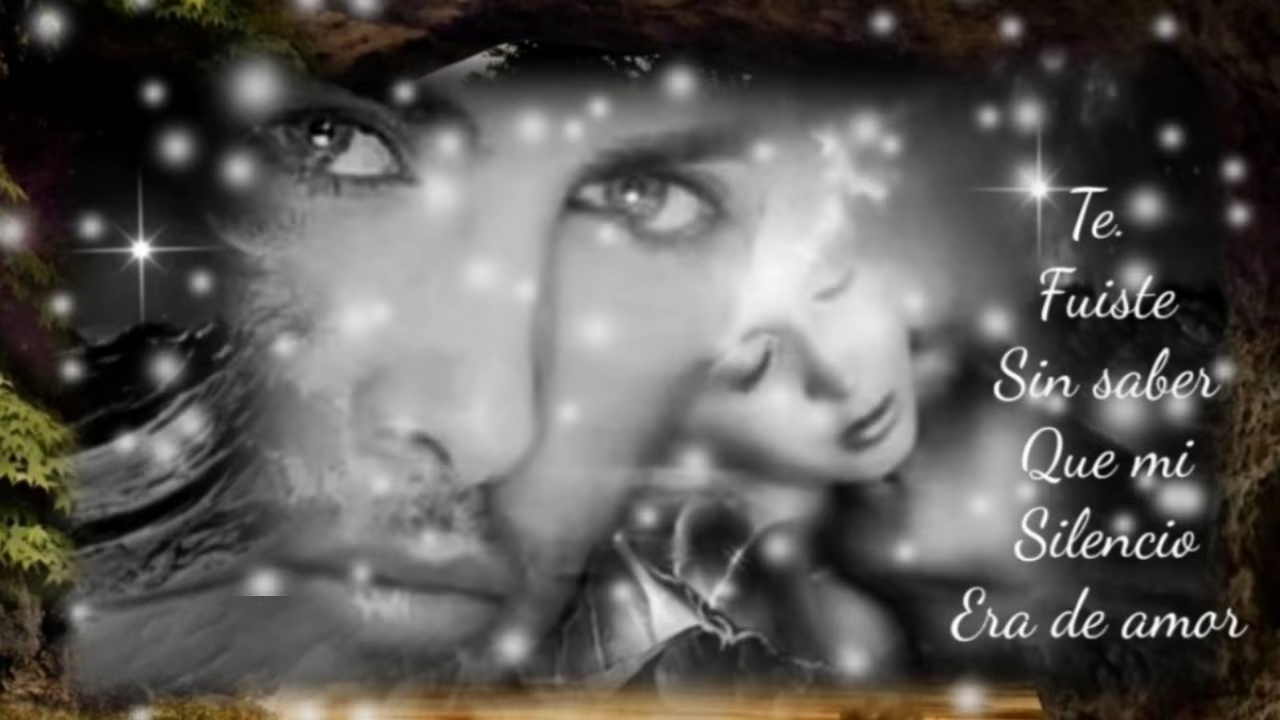 Te.
Fuiste
Sin saber
Que mi
Silencio
Era de amor